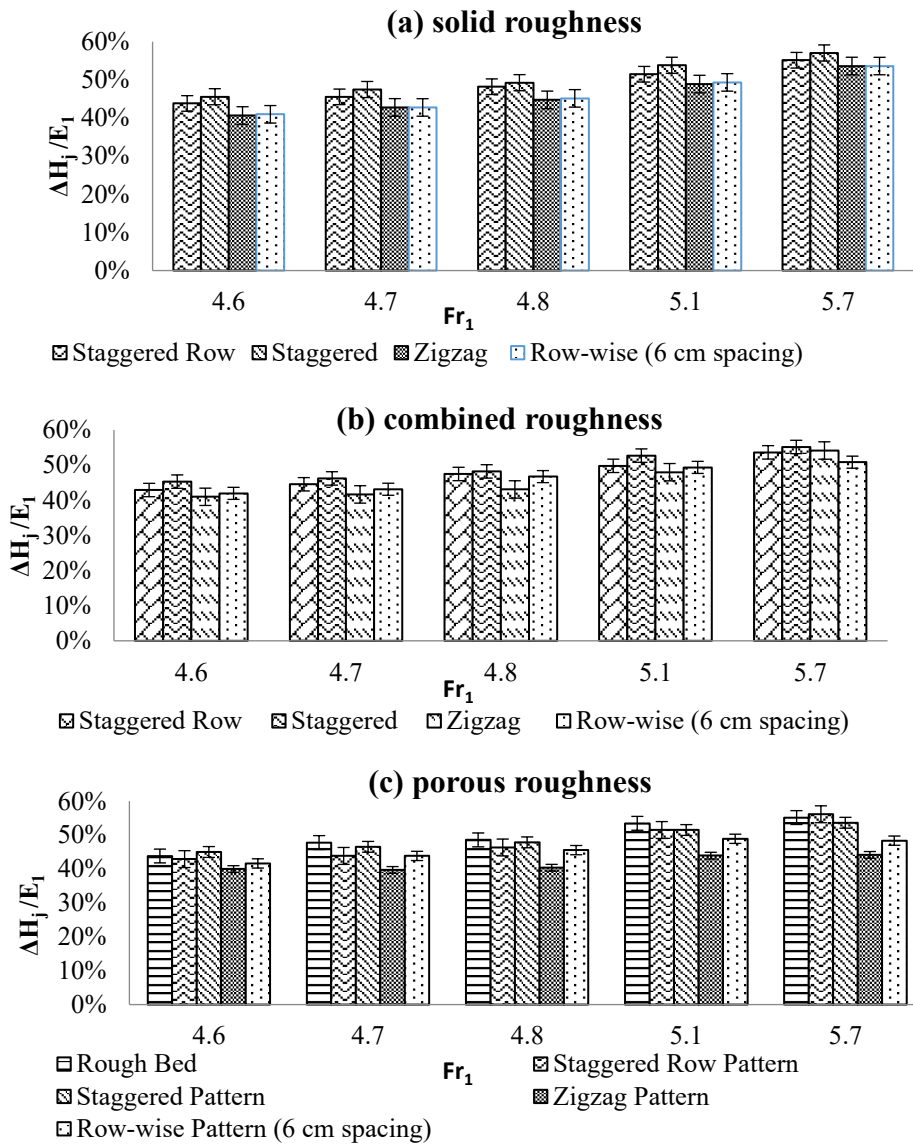 (a) solid roughness
60%
50%
40%
30%
20%
10%
0%
ΔHj /E1
4.6 4.7 4.8 5.1 5.7
Fr1
Staggered Row Staggered Zigzag Row-wise (6 cm spacing)
(b) combined roughness
60%
50%
40%
30%
20%
10%
0%
ΔHj /E1
4.6 4.7 4.8 5.1 5.7
Fr1
Staggered Row Staggered Zigzag Row-wise (6 cm spacing)
(c) porous roughness
60%
50%
40%
30%
20%
10%
0%
ΔHj /E1
4.6 4.7 4.8 5.1 5.7
Fr1
Rough Bed Staggered Row Pattern
Staggered Pattern Zigzag Pattern
Row-wise Pattern (6 cm spacing)